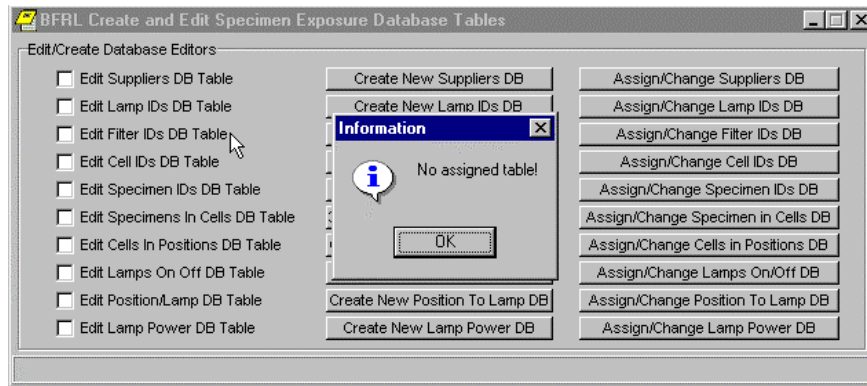 BFRL Create and Edit Specimen Exposure Database Tables
Edit/Create Database Editors
Edit Suppliers DB Table Create New Suppliers DB Assign/Change Suppliers DB
Edit Lamp IDs DB Table Create New Lamp IDs DB Assign/Change Lamp IDs DB
Edit Filter IDs DB Table Assign/Change Filter IDs DB
Edit Cell IDs DB Table Assign/Change Cell IDs DB
Edit Specimen IDs DB Table Assign/Change Specimen IDs DB
Edit Specimens In Cells DB Table Assign/Change Specimen in Cells DB
Edit Cells In Positions DB Table Assign/Change Cells in Positions DB
Edit Lamps On Off DB Table Assign/Change Lamps On/Off DB
Edit Position/Lamp DB Table Create New Position To Lamp DB Assign/Change Position To Lamp DB
Edit Lamp Power DB Table Create New Lamp Power DB Assign/Change Lamp Power DB
Information
No assigned table!
OK